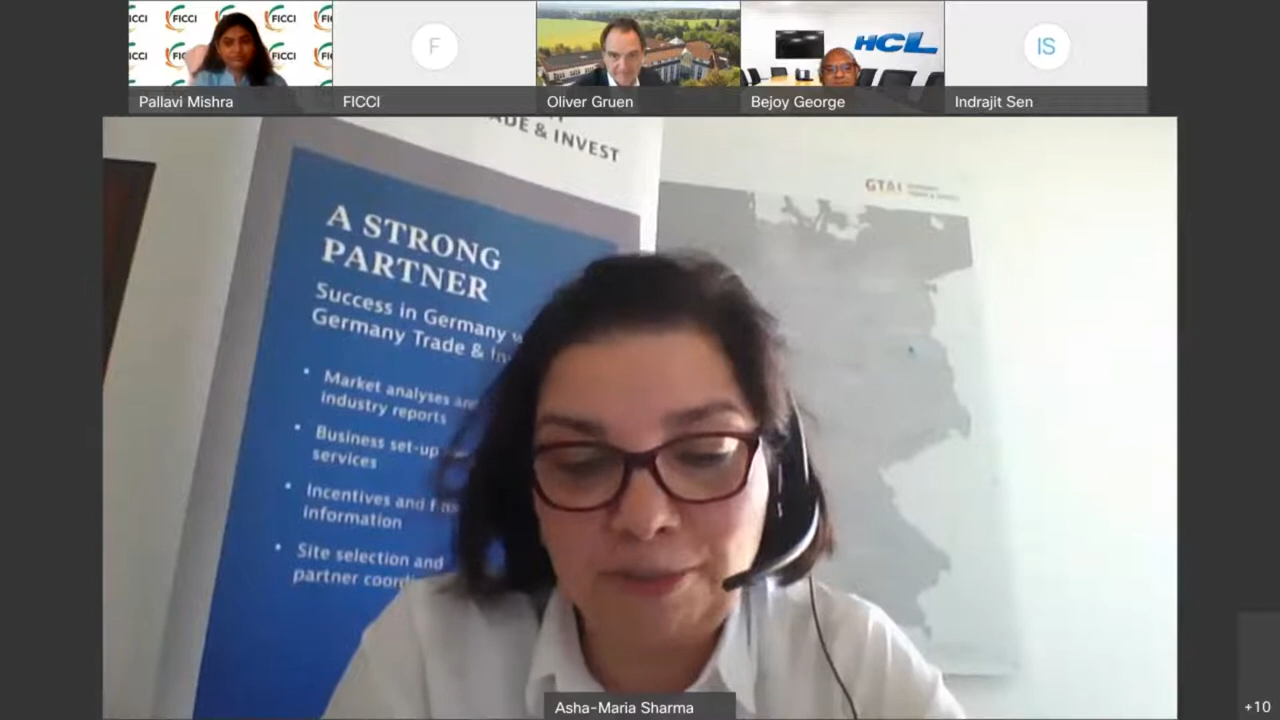 FICCI
FICCI
FICCI
HCL
F
IS
Pallavi Mishra
FICCI
Oliver Gruen
Bejoy George
Indrajit Sen
& INVEST
GTAI
A STRONG
PARTNER
Success in Germany
Germany Trade &
Market analyses
industry reports
Business set-up
services
Incentives and
information
Site selection and
partner
Asha-Maria Sharma
+10